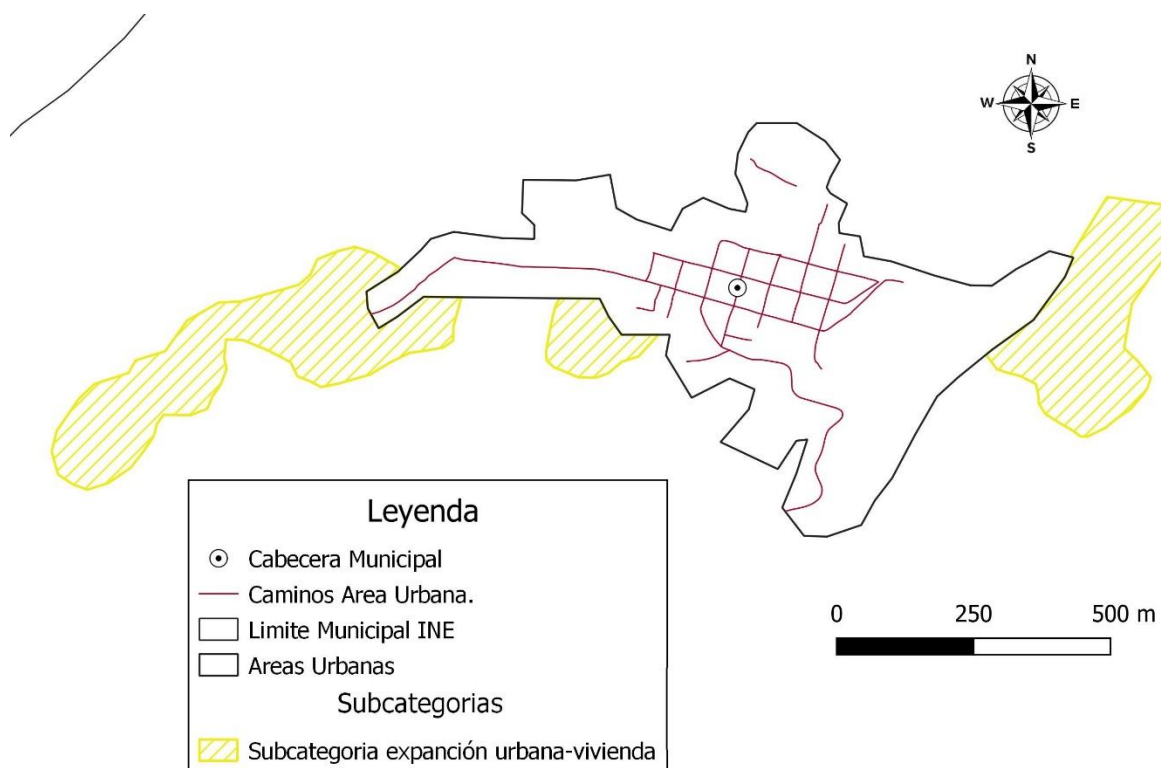 N
W E
S
Leyenda
Cabecera Municipal
Caminos Area Urbana.
Limite Municipal INE
Areas Urbanas
Subcategorias
Subcategoria expanción urbana-vivienda
0 250 500 m